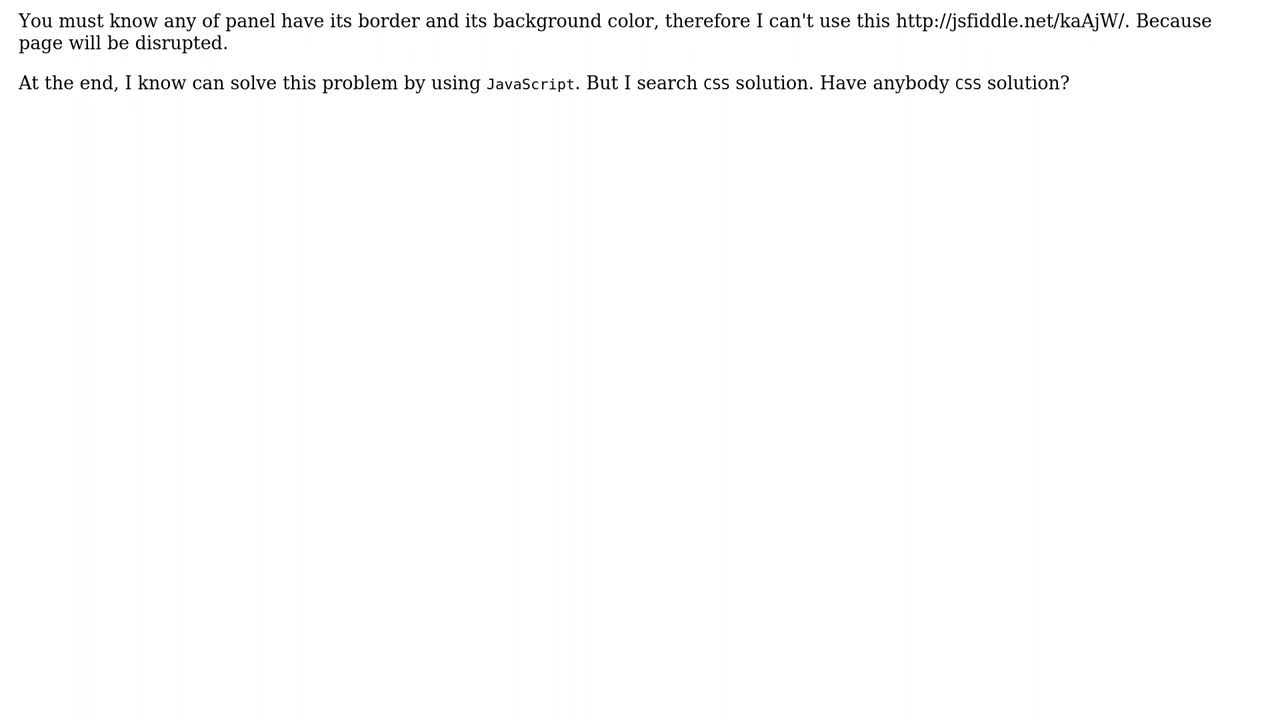 You must know any of panel have its border and its background color, therefore I can't use this http://jsfiddle.net/kaAjW/. Because
page will be disrupted.
At the end, I know can solve this problem by using JavaScript. But I search CSS solution. Have anybody CSS solution?